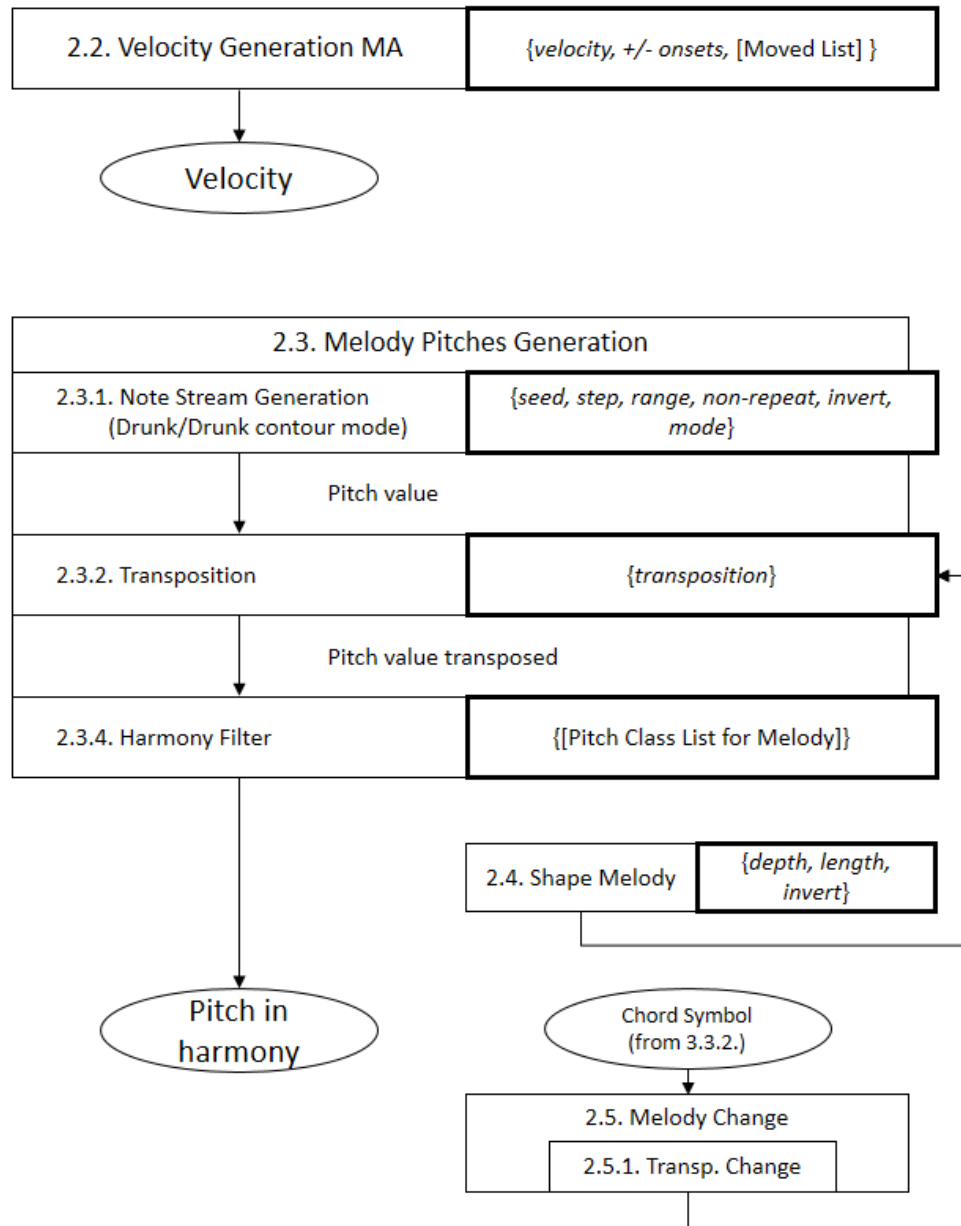 2.2. Velocity Generation MA
{velocity, +/- onsets, [Moved List] }
Velocity
2.3. Melody Pitches Generation
2.3.1. Note Stream Generation
(Drunk/Drunk contour mode)
{seed, step, range, non-repeat, invert,
mode}
Pitch value
2.3.2. Transposition
{transposition}
Pitch value transposed
2.3.4. Harmony Filter
{[Pitch Class List for Melody]}
2.4. Shape Melody
{depth, length,
invert}
Pitch in
harmony
Chord Symbol
(from 3.3.2.)
2.5. Melody Change
2.5.1. Transp. Change